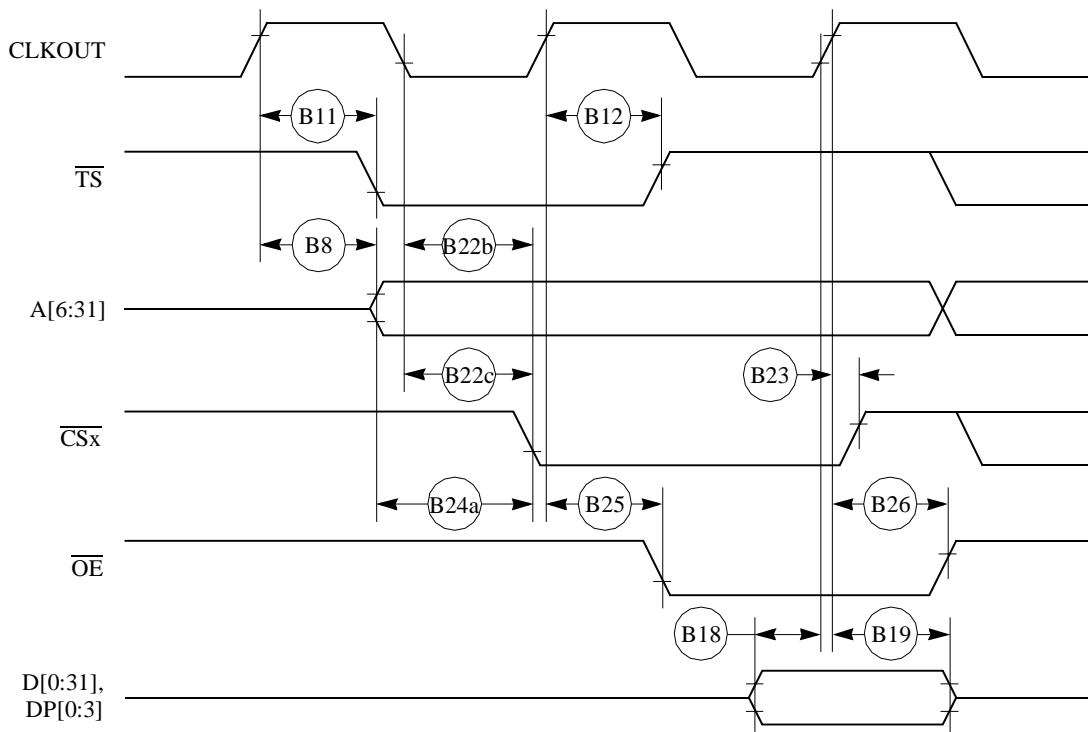 CLKOUT
B11
B12
TS
B8
B22b
A[6:31]
B22c
B23
CSx
B24a
B25
B26
OE
B18
B19
D[0:31],
DP[0:3]